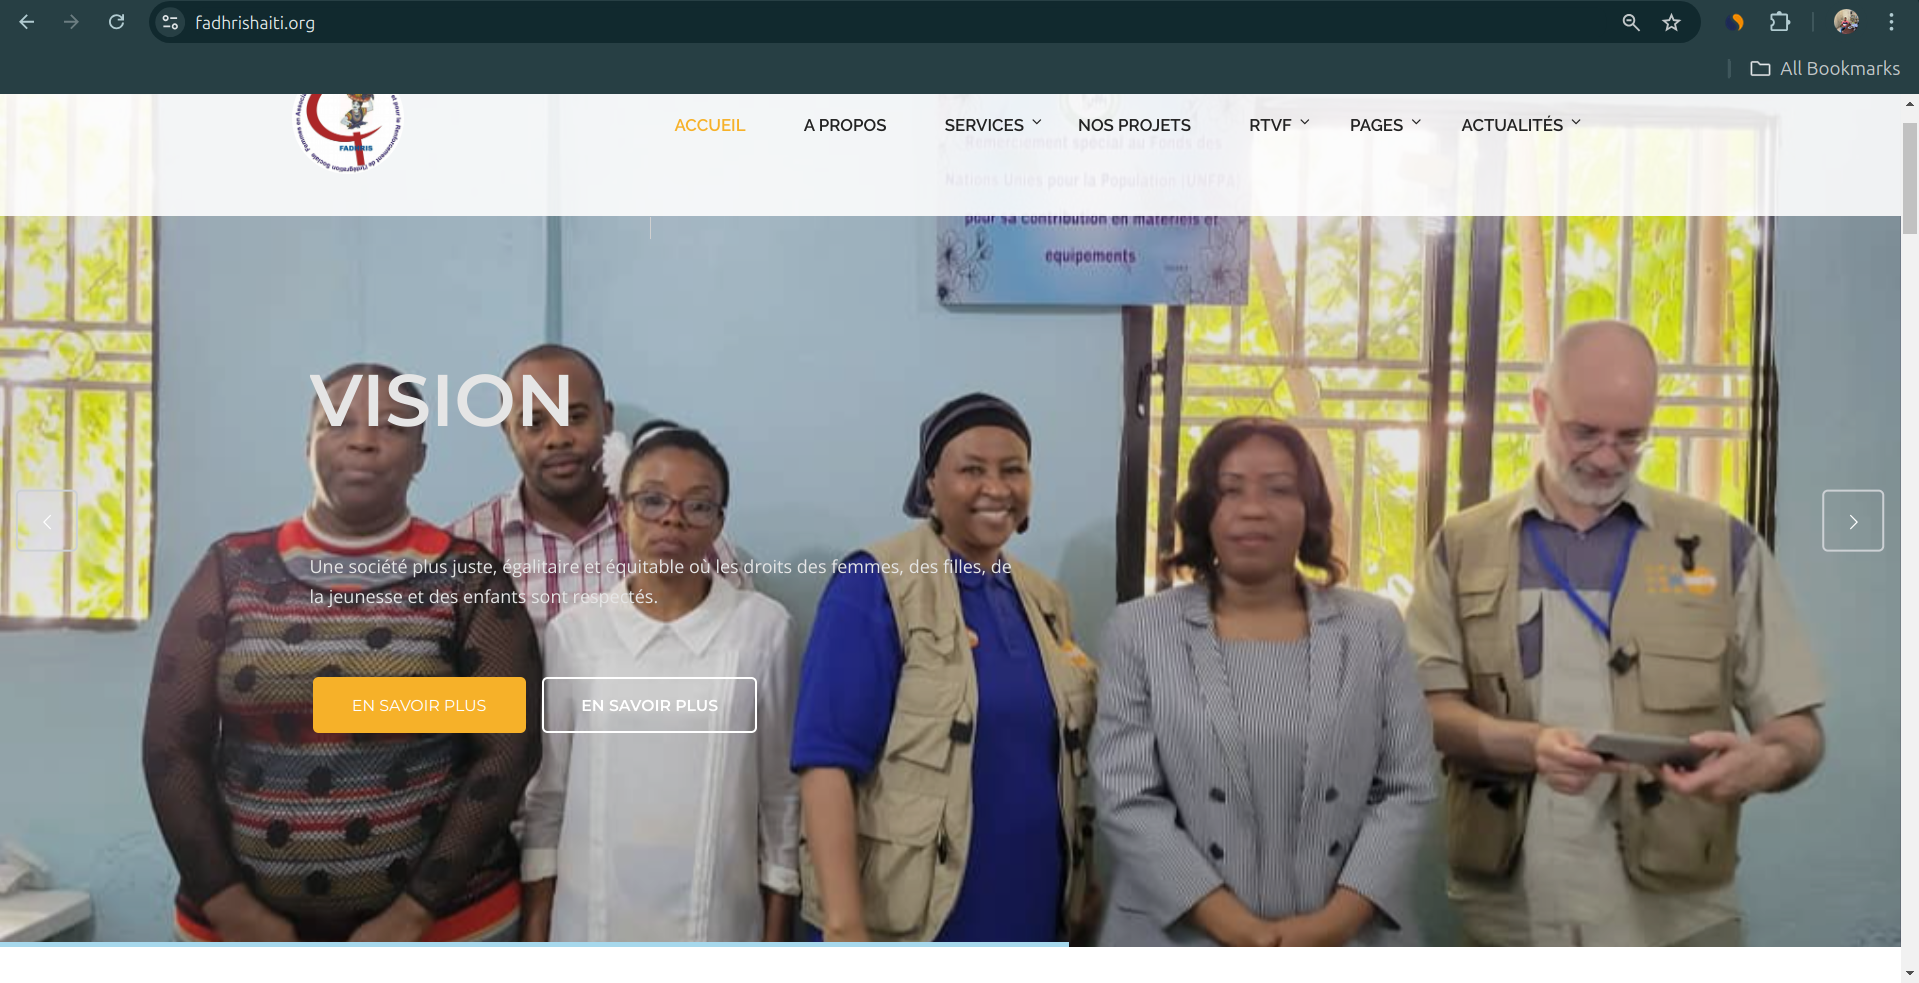 fadhrishaiti.org
All Bookmarks
FADHRIS
ACCUEIL A PROPOS SERVICES NOS PROJETS RTVF PAGES ACTUALITÉS
Remerciement spécial au Fonds des
Nations Unies pour la Population (UNFPA)
pour sa contribution en matériels et
equipements
VISION
Une société plus juste, égalitaire et équitable où les droits des femmes, des filles, de
la jeunesse et des enfants sont respectés.
EN SAVOIR PLUS EN SAVOIR PLUS